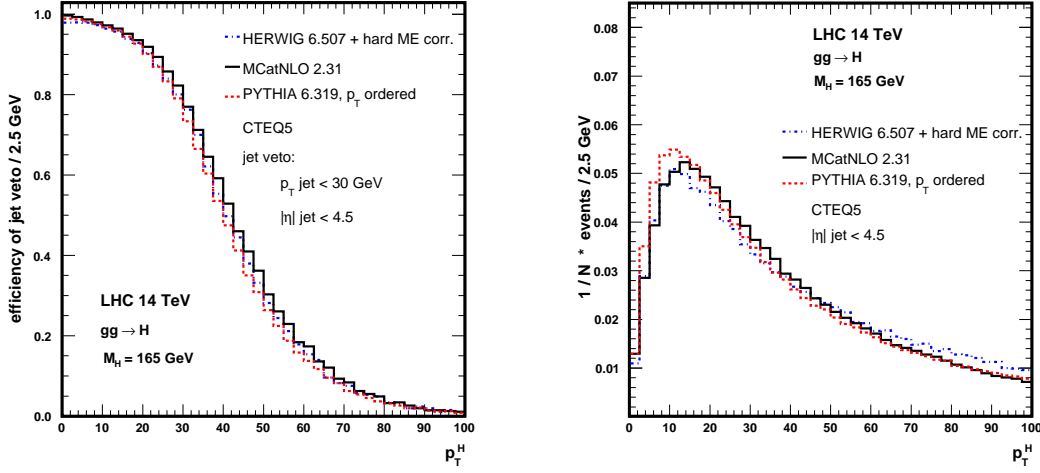 efficiency of jet veto / 2.5 GeV
1.0
0.8
0.6
0.4
0.2
0.0
HERWIG 6.507 + hard ME corr.
MCatNLO 2.31
PYTHIA 6.319, p_T ordered
CTEQ5
jet veto:
p_T jet < 30 GeV
|η| jet < 4.5
LHC 14 TeV
gg → H
M_H = 165 GeV
0 10 20 30 40 50 60 70 80 90 100
p_T^H
1 / N * events / 2.5 GeV
0.08
0.07
0.06
0.05
0.04
0.03
0.02
0.01
LHC 14 TeV
gg → H
M_H = 165 GeV
HERWIG 6.507 + hard ME corr.
MCatNLO 2.31
PYTHIA 6.319, p_T ordered
CTEQ5
|η| jet < 4.5
0 10 20 30 40 50 60 70 80 90 100
p_T^H